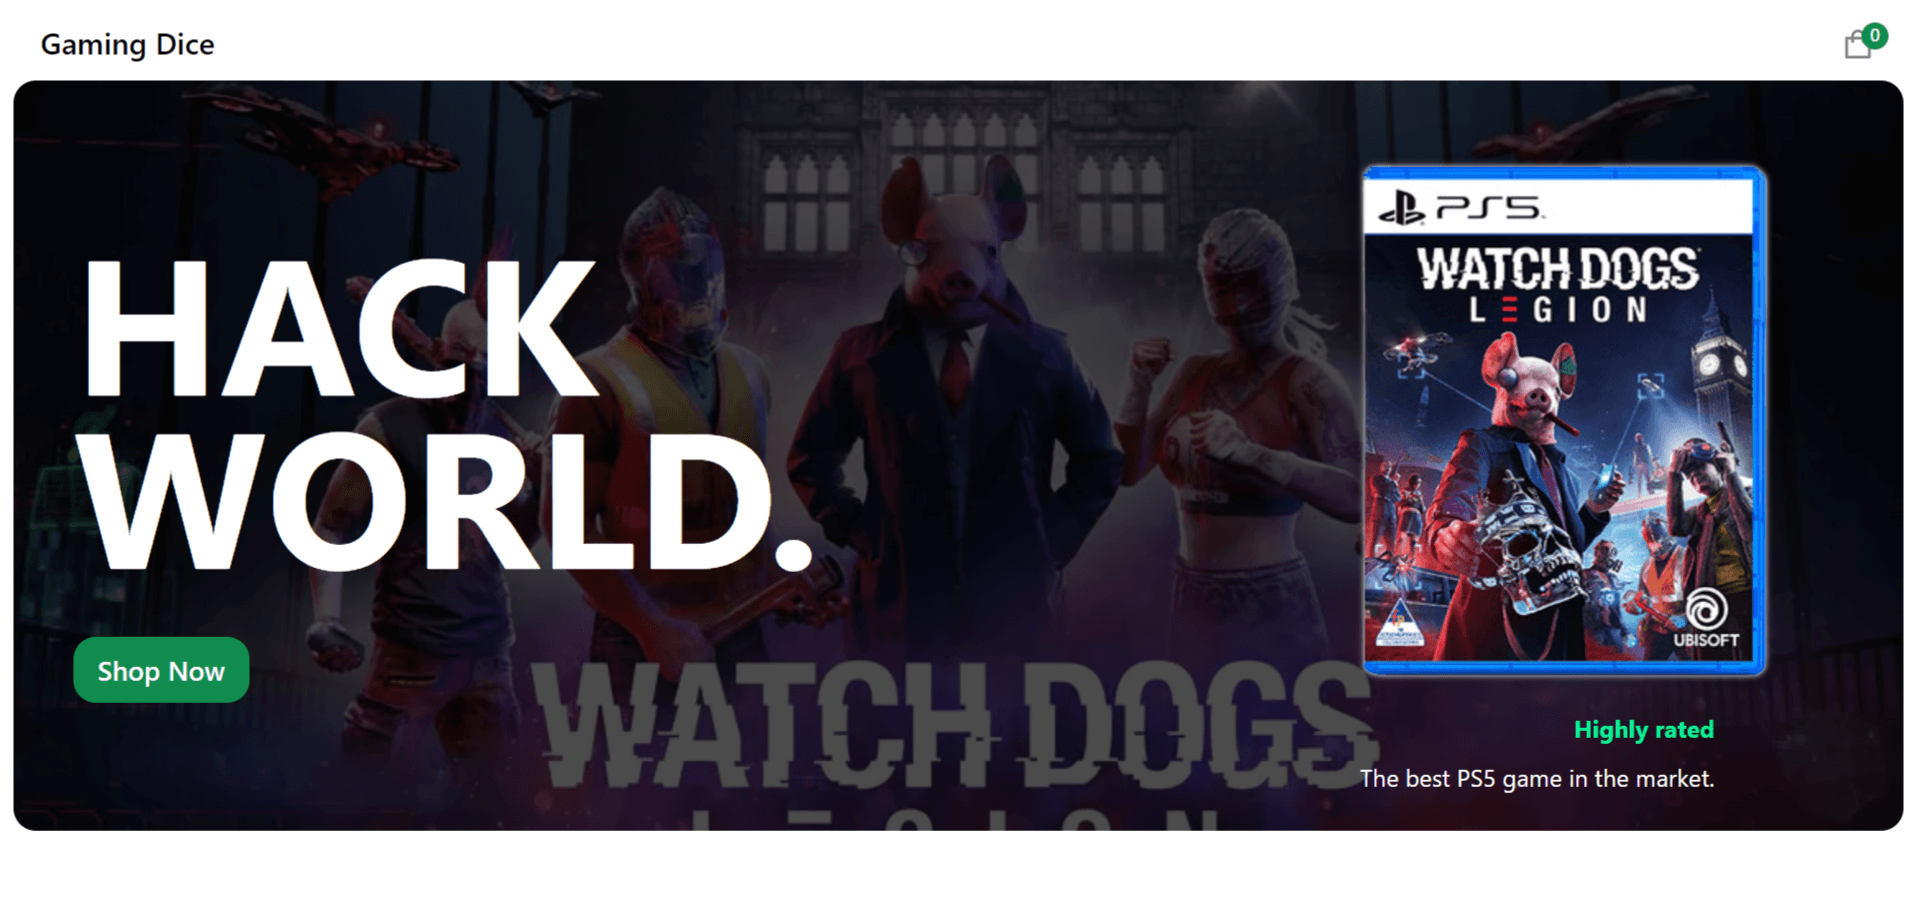 Gaming Dice
0
HACK
WORLD.
Shop Now
PS5
WATCH DOGS
LEGION
UBISOFT
WATCH DOGS
LEGION
Highly rated
The best PS5 game in the market.